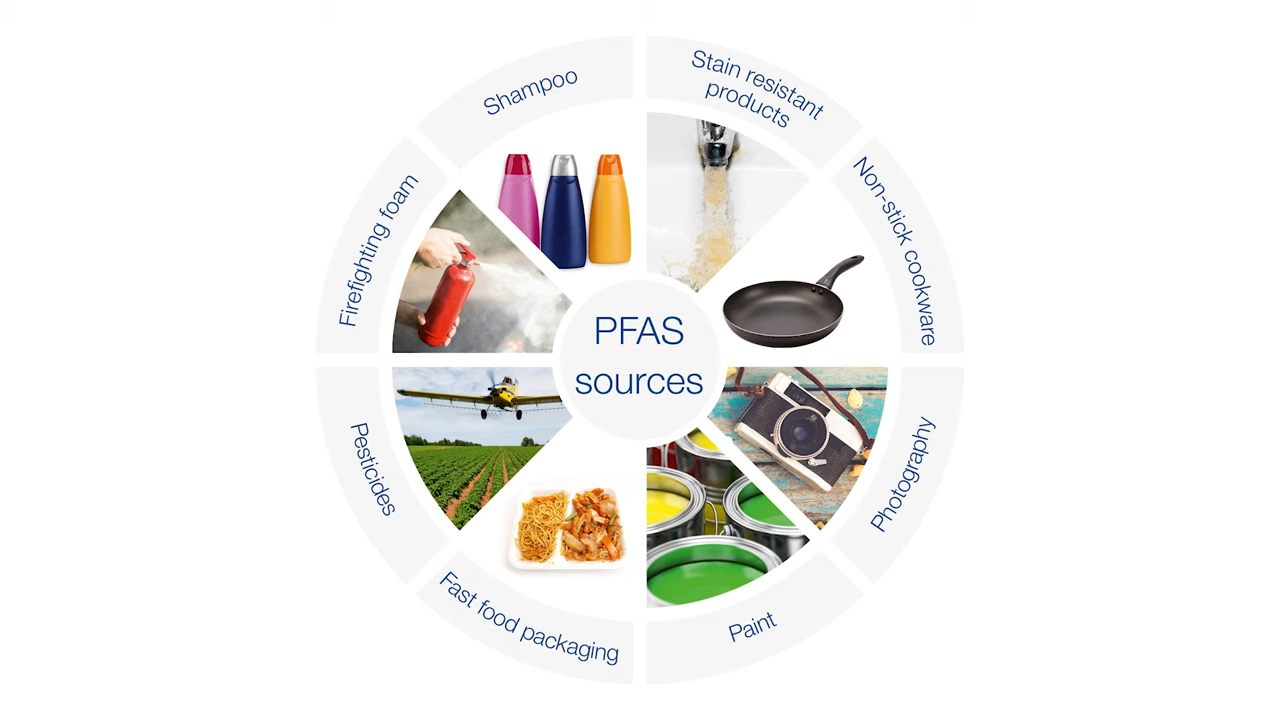 PFAS
sources
Stain resistant
products
Non-stick cookware
Photography
Paint
Fast food packaging
Pesticides
Firefighting foam
Shampoo